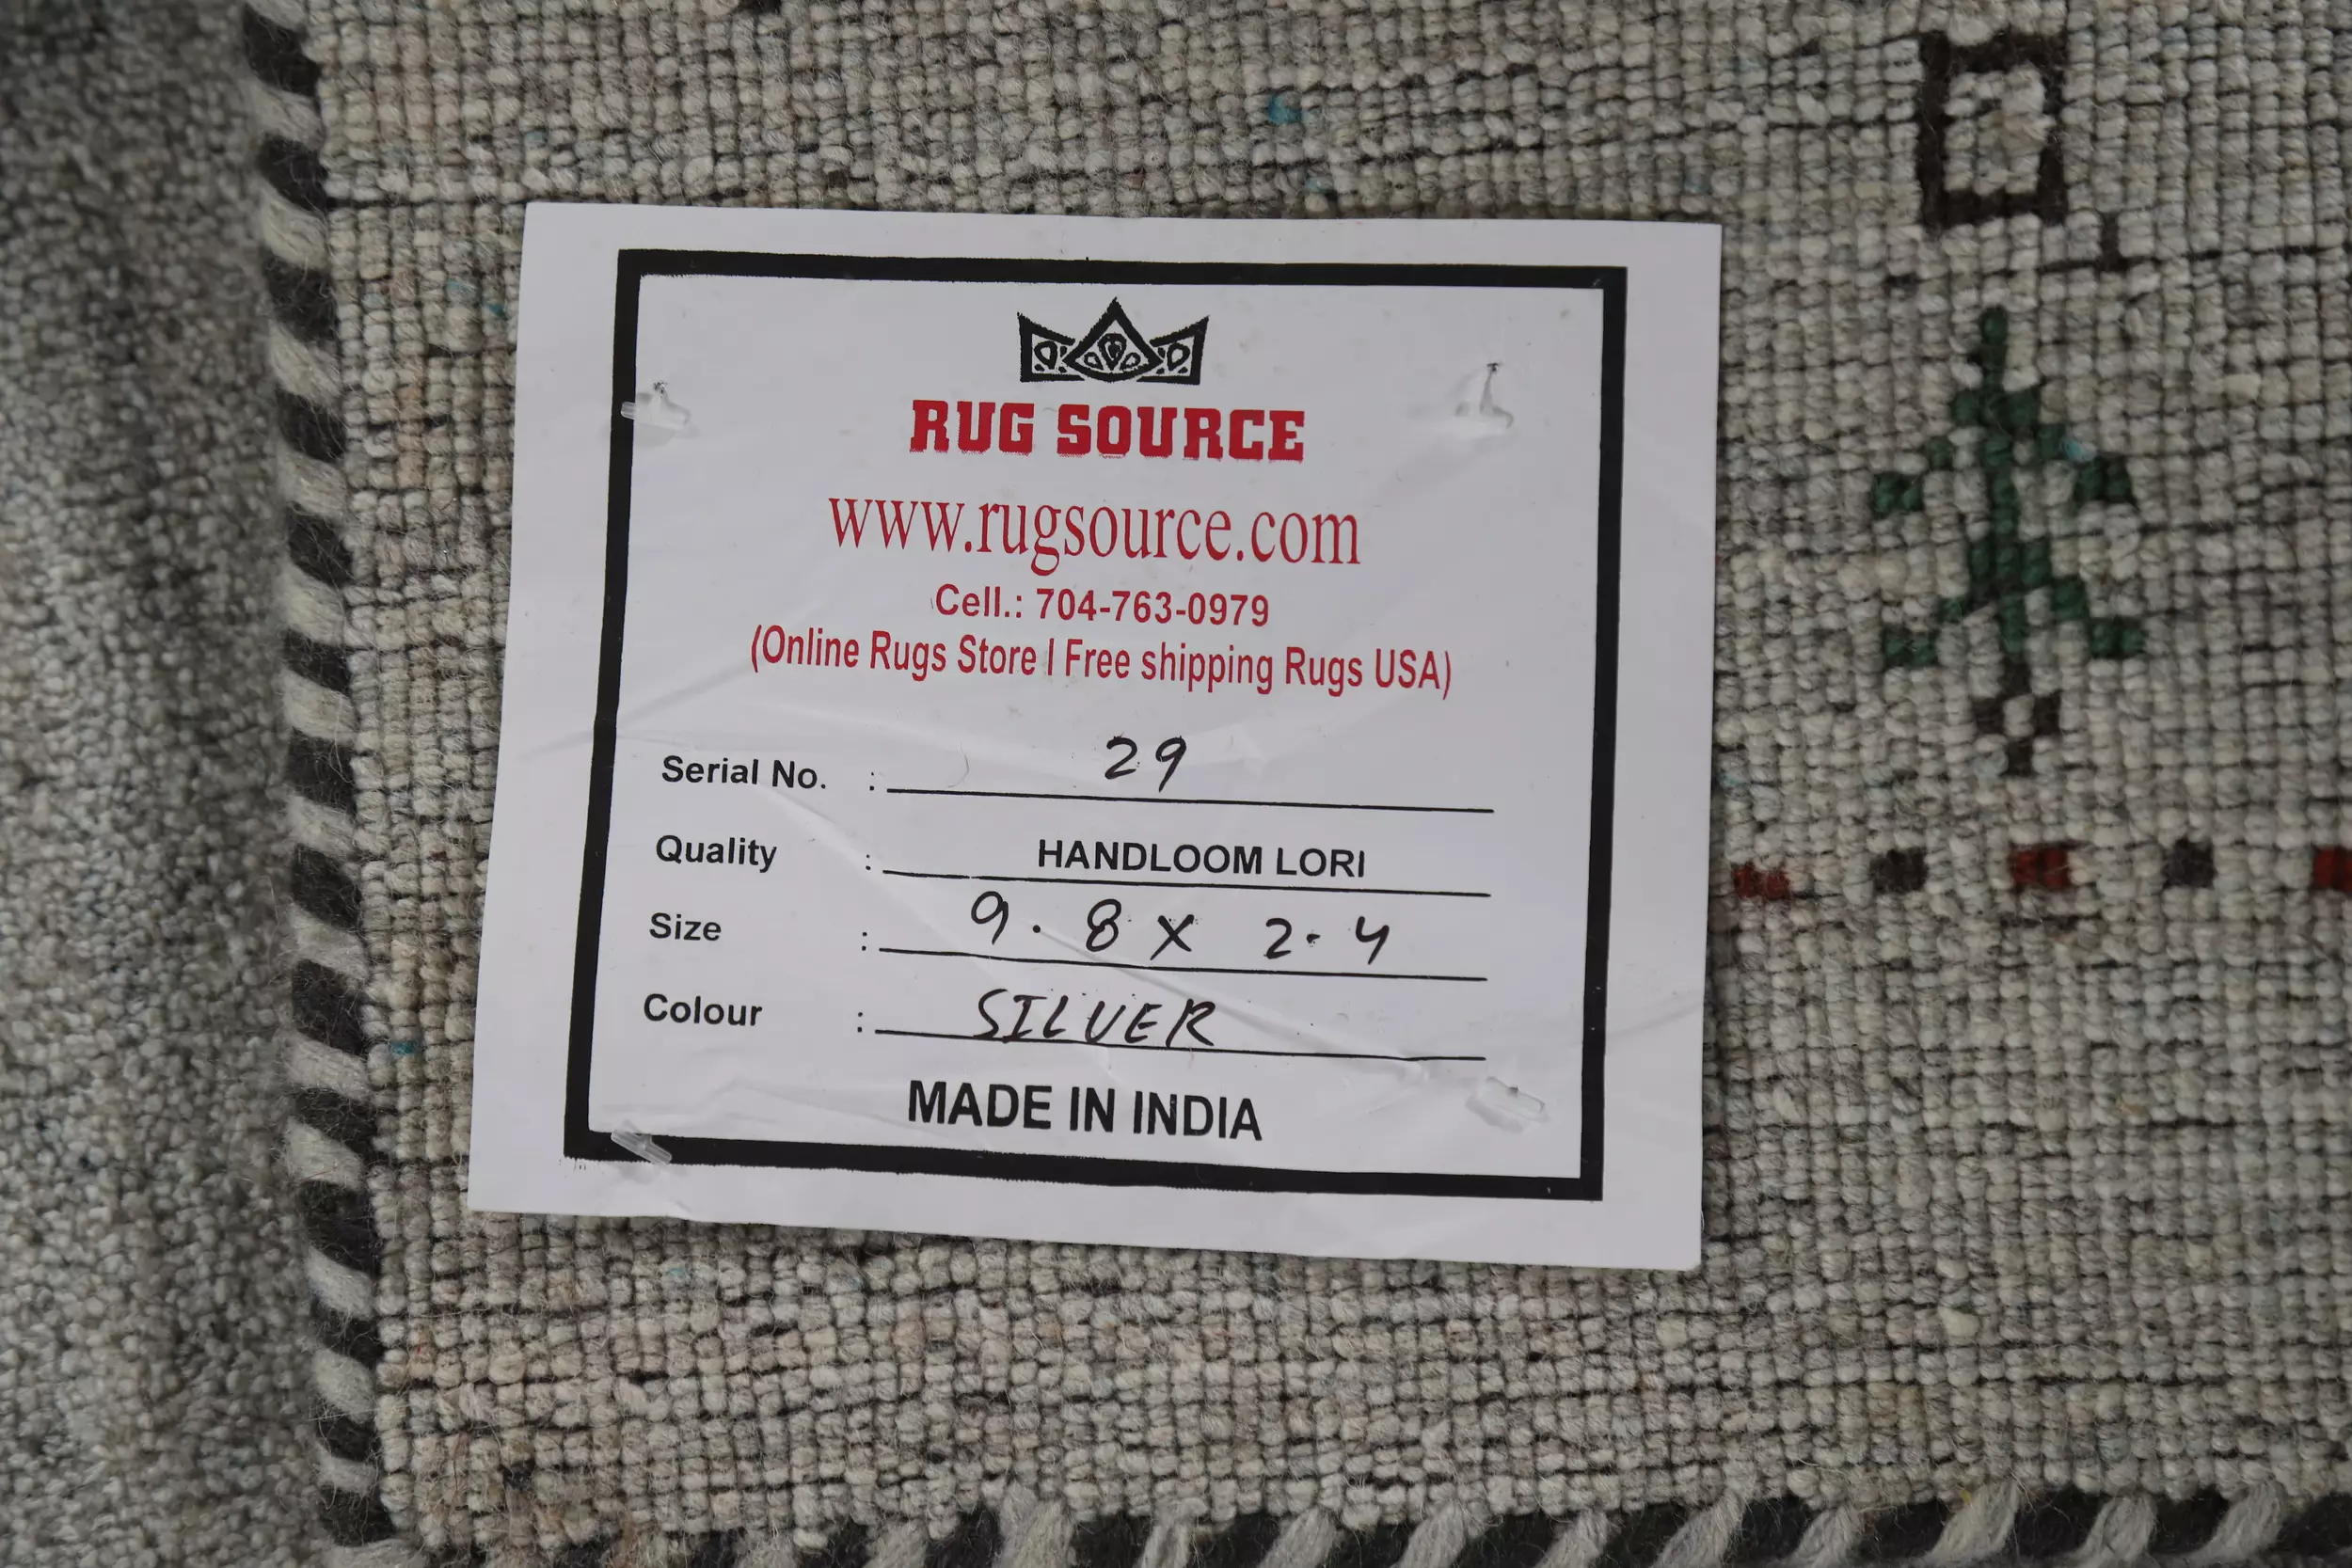 RUG SOURCE
www.rugsource.com
Cell.: 704-763-0979
(Online Rugs Store | Free shipping Rugs USA)
Serial No. : 29
Quality : HANDLOOM LORI
Size : 9.8 x 2.4
Colour : SILVER
MADE IN INDIA